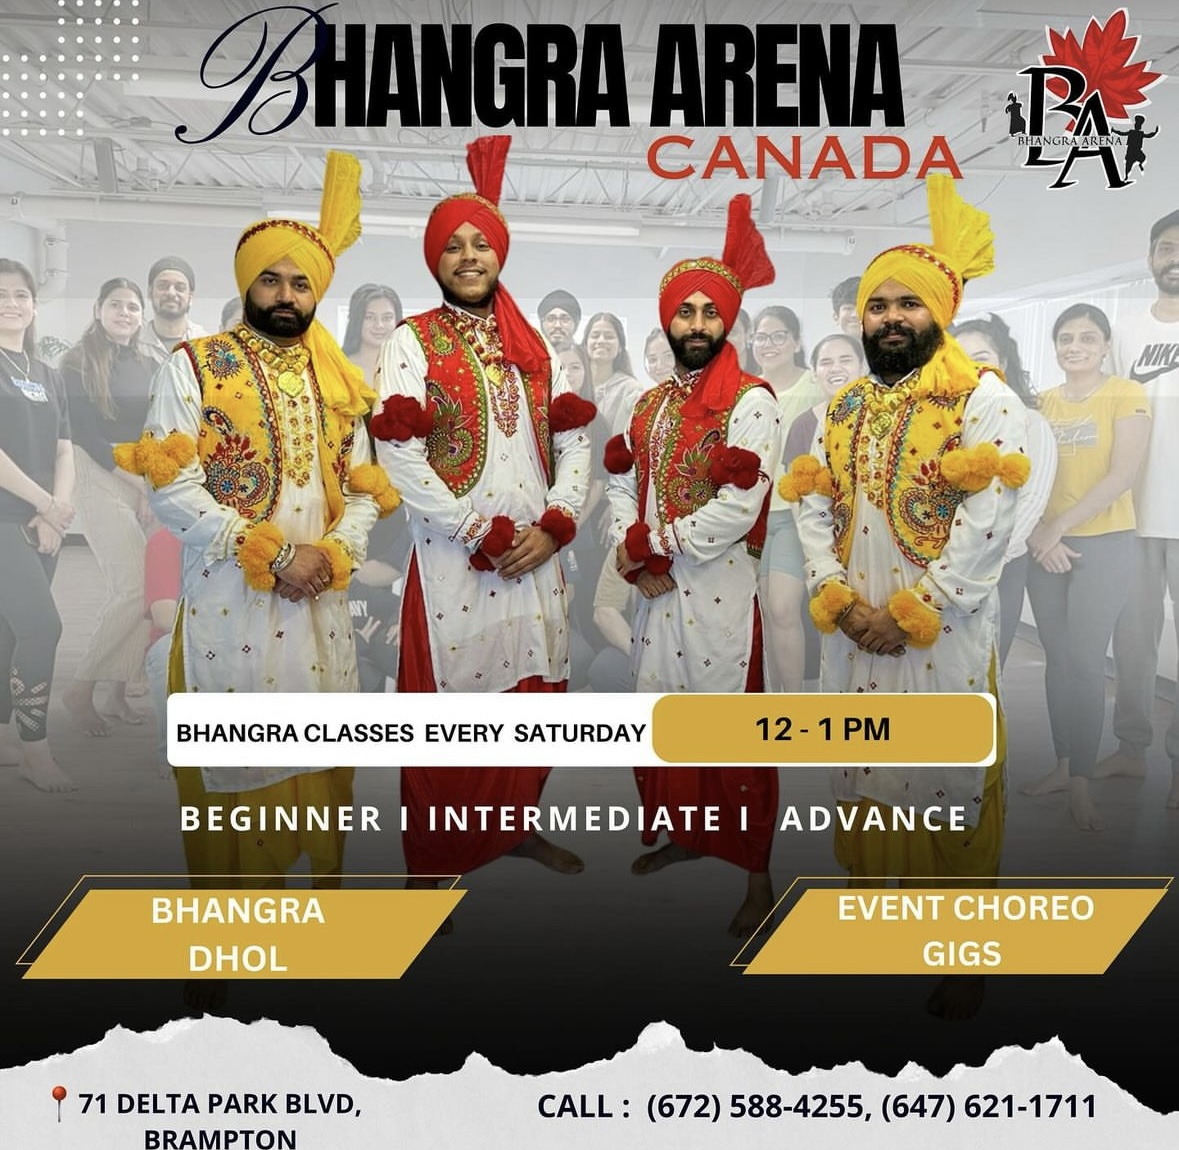 BHANGRA ARENA
CANADA
BA
BHANGRA ARENA
NIKE
BHANGRA CLASSES EVERY SATURDAY 12 - 1 PM
BEGINNER I INTERMEDIATE I ADVANCE
BHANGRA
DHOL
EVENT CHOREO
GIGS
71 DELTA PARK BLVD,
BRAMPTON
CALL : (672) 588-4255, (647) 621-1711